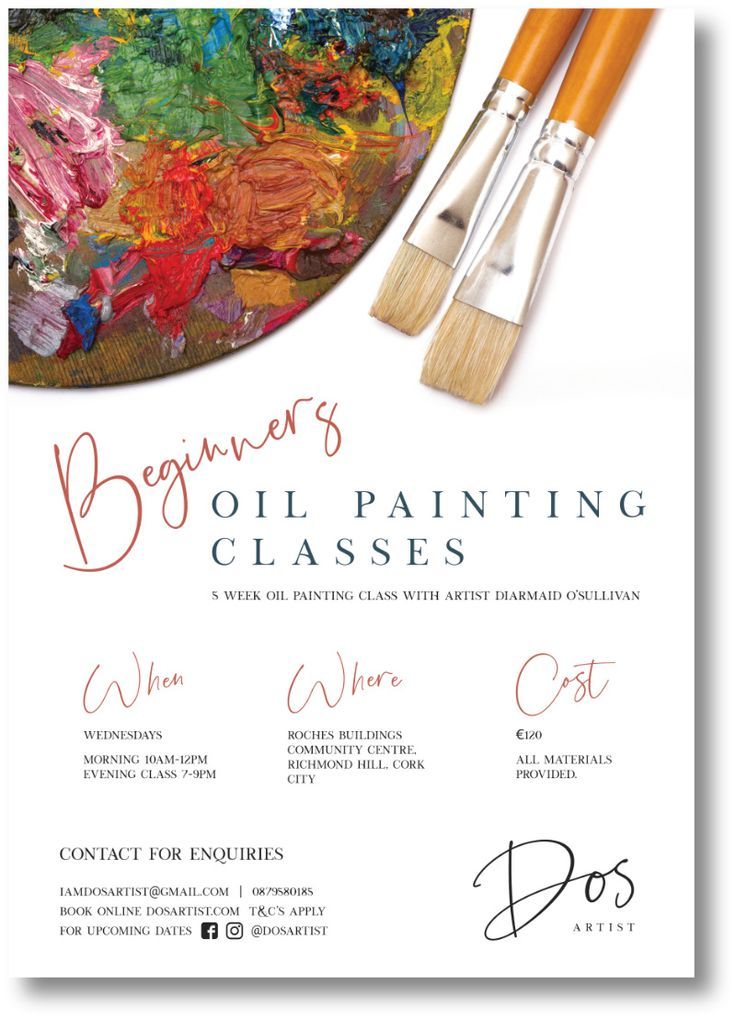 Beginners
OIL PAINTING
CLASSES
5 WEEK OIL PAINTING CLASS WITH ARTIST DIARMAID O'SULLIVAN
When
WEDNESDAYS
MORNING 10AM-12PM
EVENING CLASS 7-9PM
Where
ROCHES BUILDINGS
COMMUNITY CENTRE,
RICHMOND HILL, CORK
CITY
Cost
€120
ALL MATERIALS
PROVIDED.
CONTACT FOR ENQUIRIES
IAMDOSARTIST@GMAIL.COM | 0879580185
BOOK ONLINE DOSARTIST.COM T&C'S APPLY
FOR UPCOMING DATES @DOSARTIST
Dos
ARTIST